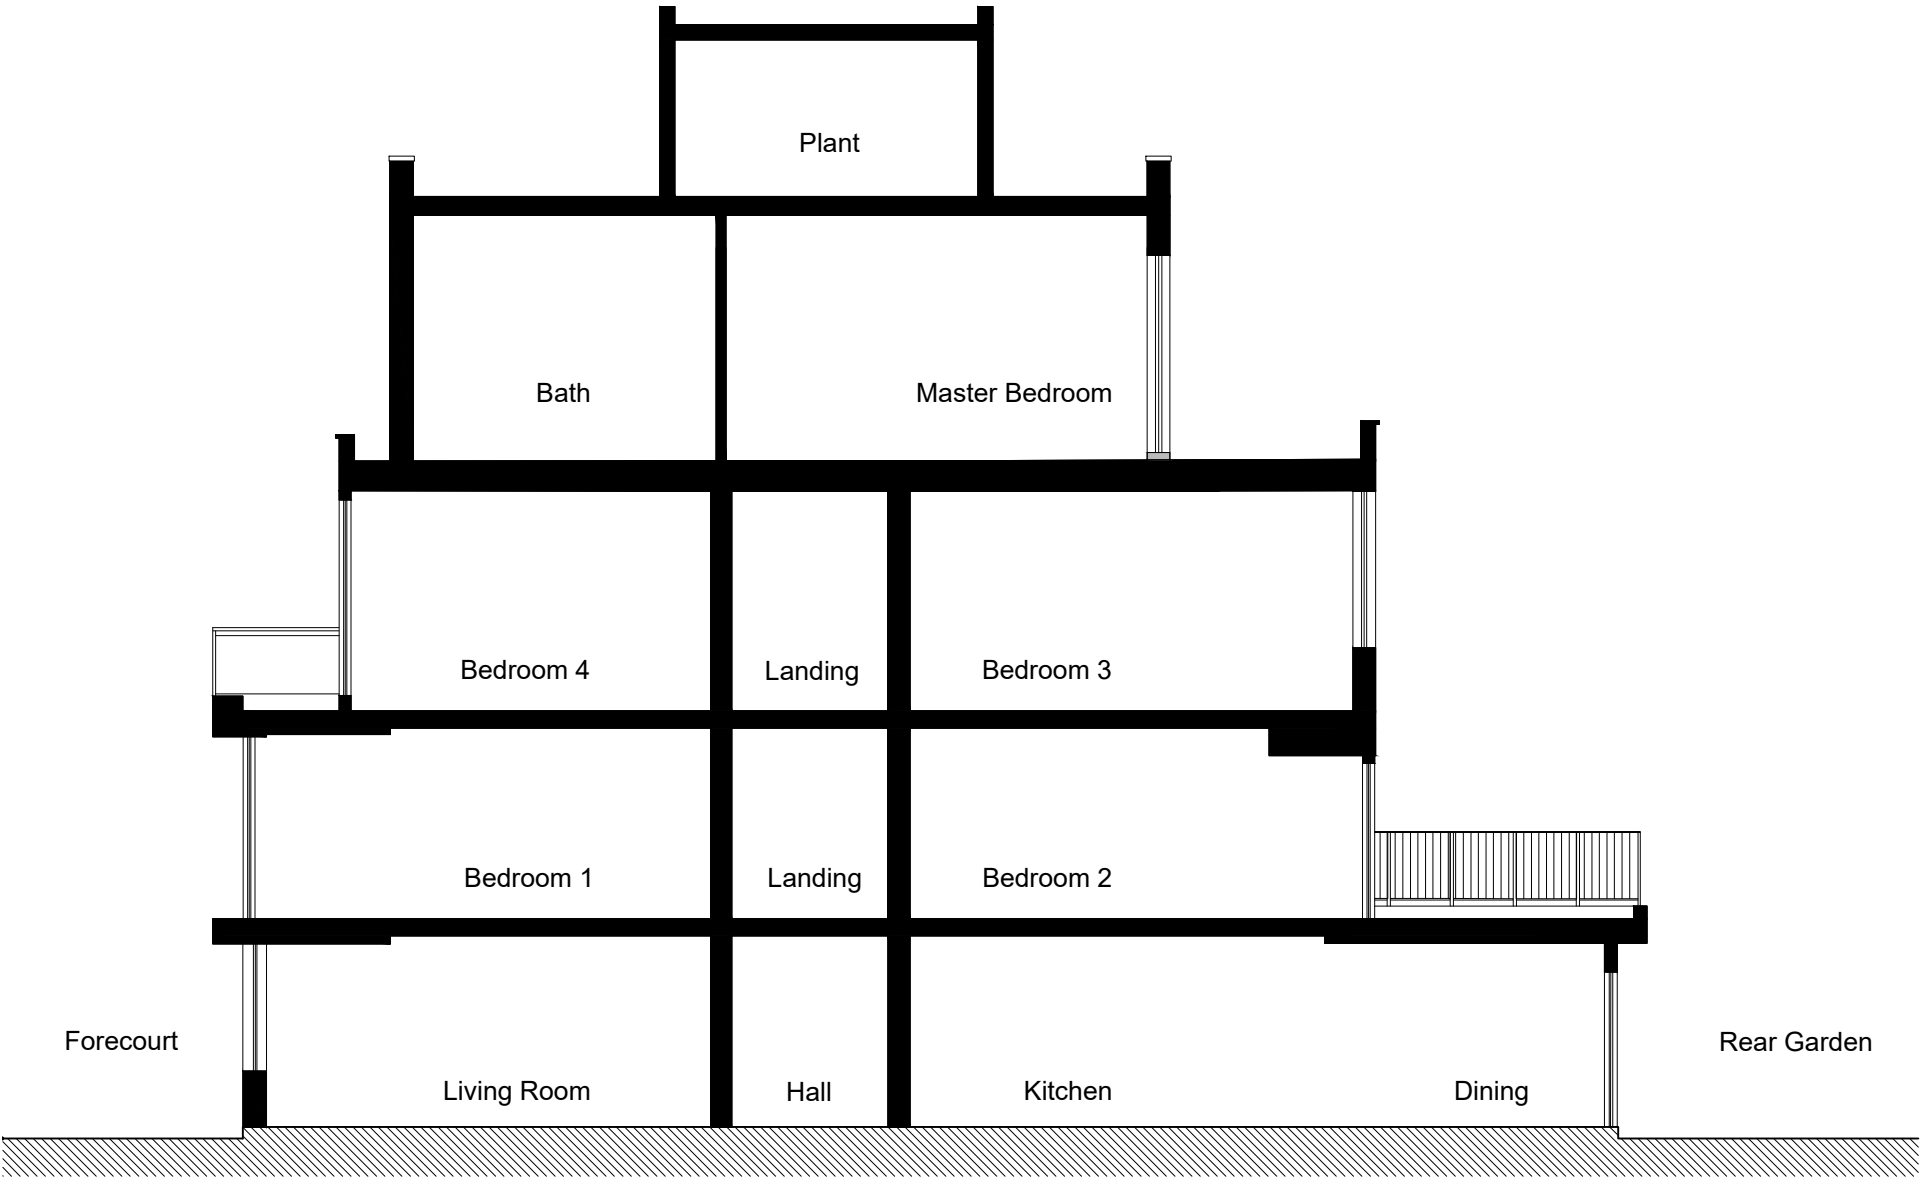 Plant
Bath
Master Bedroom
Bedroom 4
Landing
Bedroom 3
Bedroom 1
Landing
Bedroom 2
Forecourt
Rear Garden
Living Room
Hall
Kitchen
Dining